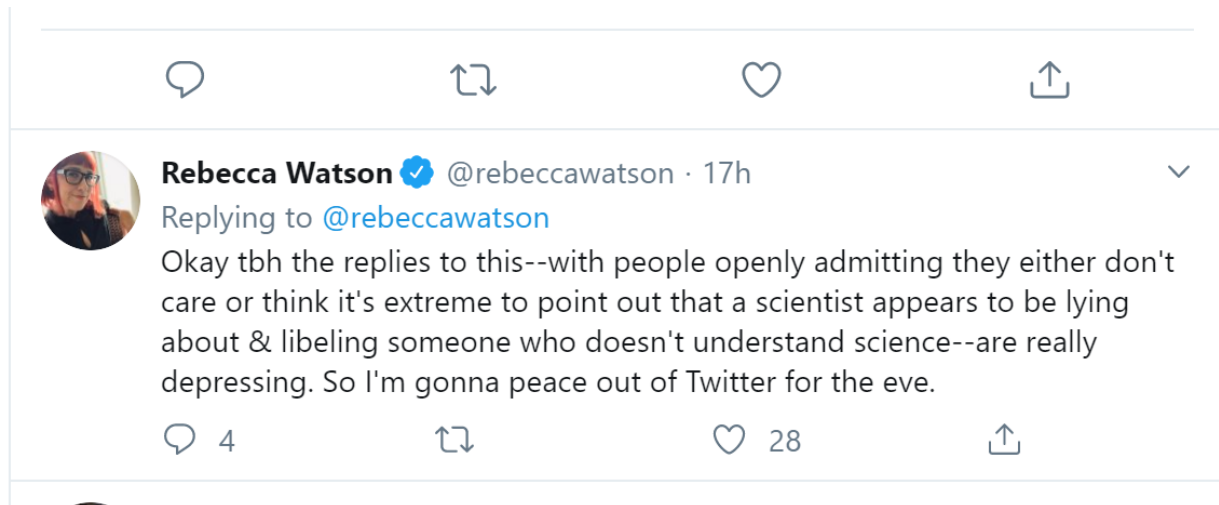 Rebecca Watson @rebeccawatson · 17h
Replying to @rebeccawatson
Okay tbh the replies to this--with people openly admitting they either don't
care or think it's extreme to point out that a scientist appears to be lying
about & libeling someone who doesn't understand science--are really
depressing. So I'm gonna peace out of Twitter for the eve.
4 28